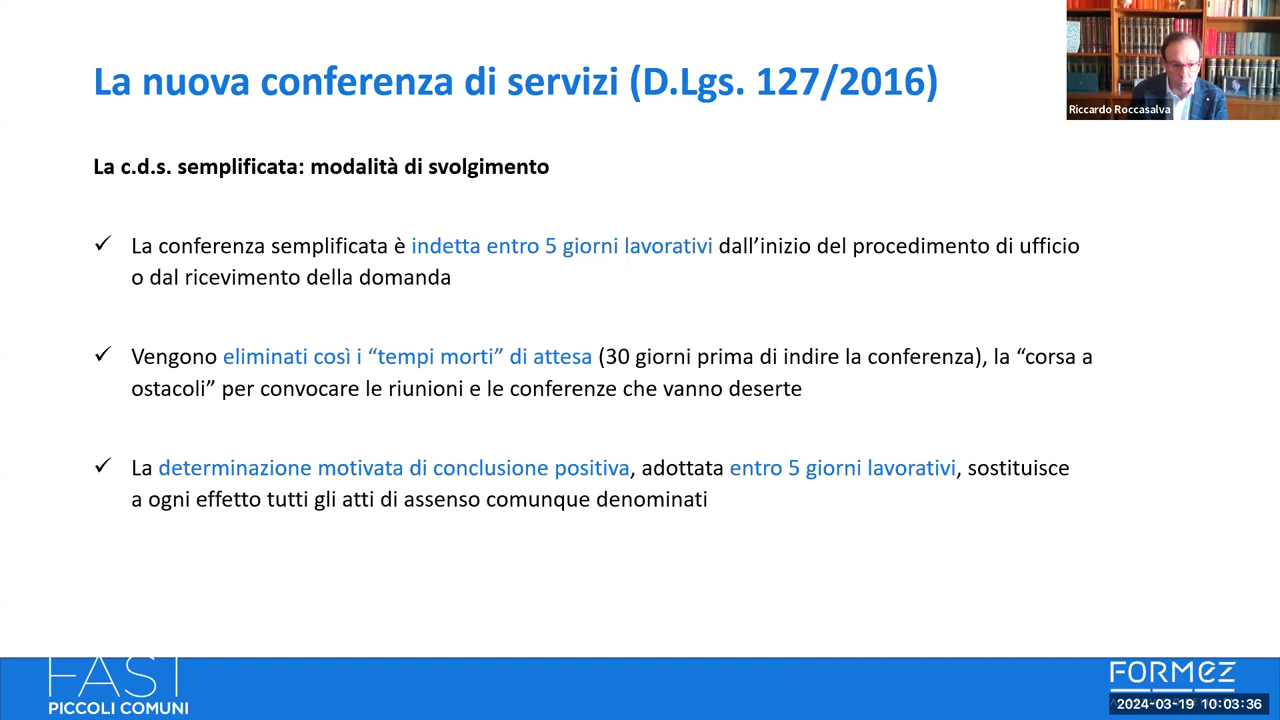 La nuova conferenza di servizi (D.Lgs. 127/2016)
Riccardo Roccasalva
La c.d.s. semplificata: modalità di svolgimento
✓ La conferenza semplificata è indetta entro 5 giorni lavorativi dall’inizio del procedimento di ufficio
o dal ricevimento della domanda
✓ Vengono eliminati così i “tempi morti” di attesa (30 giorni prima di indire la conferenza), la “corsa a
ostacoli” per convocare le riunioni e le conferenze che vanno deserte
✓ La determinazione motivata di conclusione positiva, adottata entro 5 giorni lavorativi, sostituisce
a ogni effetto tutti gli atti di assenso comunque denominati
FAST
PICCOLI COMUNI
FORMEZ
2024-03-19 10:03:36